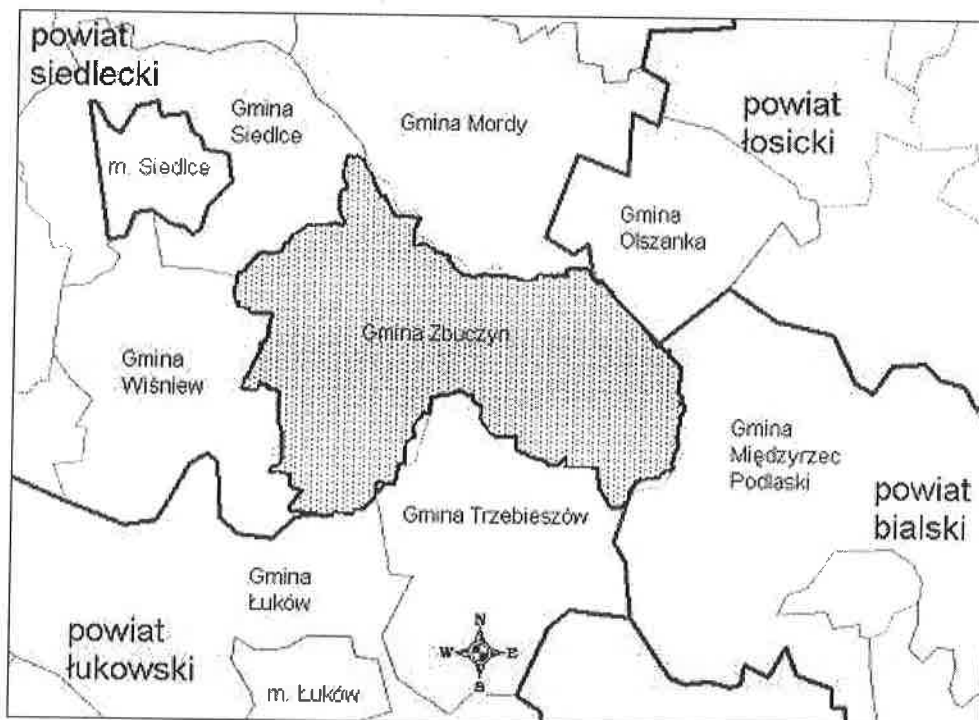 powiat
siedlecki
Gmina
Siedlce
m. Siedlce
Gmina Mordy
powiat
łosicki
Gmina
Olszanka
Gmina Zbuczyn
Gmina
Wiśniew
Gmina
Międzyrzec
Podlaski
powiat
bialski
Gmina Trzebieszów
Gmina
Łuków
powiat
łukowski
m. Łuków
N
W
E
S